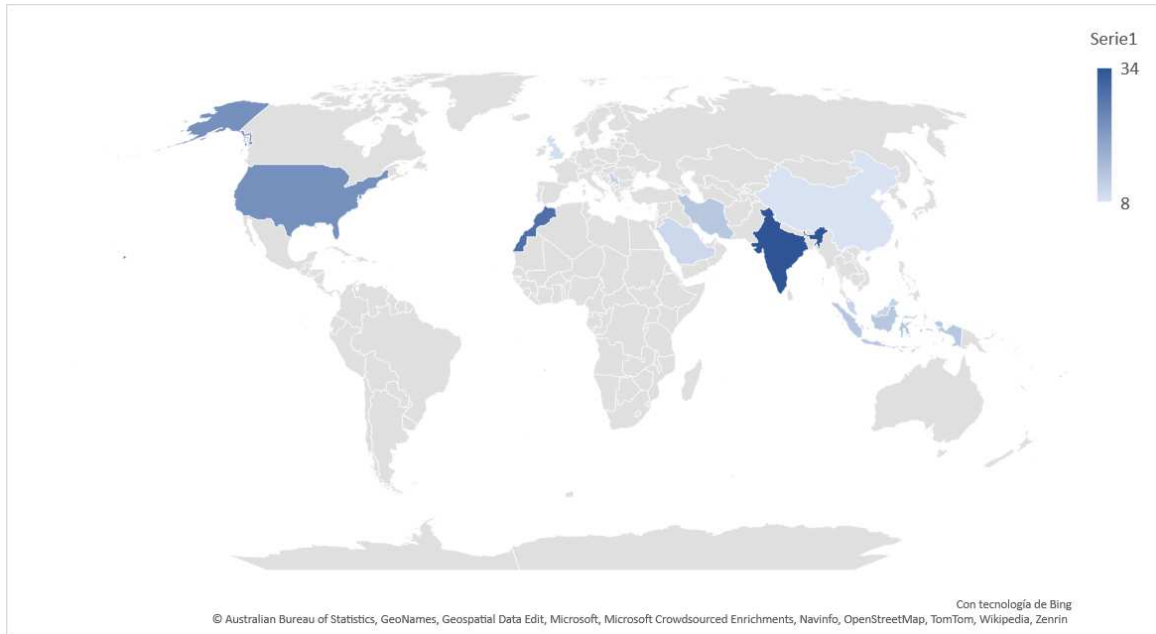 Serie1
34
8
Con tecnología de Bing
© Australian Bureau of Statistics, GeoNames, Geospatial Data Edit, Microsoft, Microsoft Crowdsourced Enrichments, Navinfo, OpenStreetMap, TomTom, Wikipedia, Zenrin